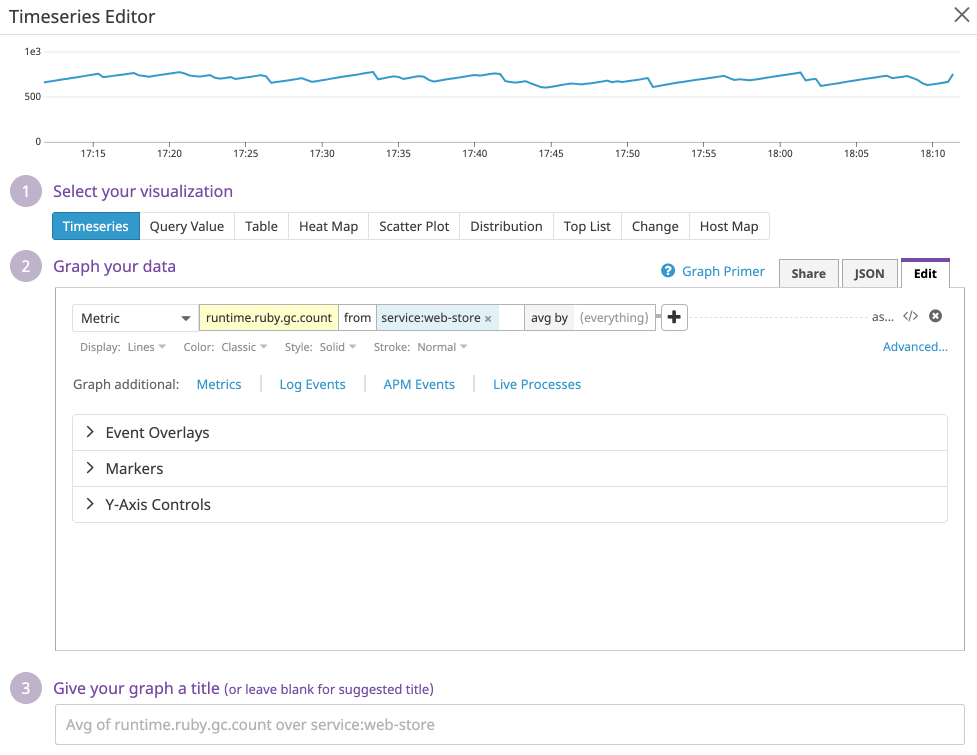 Timeseries Editor
1e3
500
0
17:15 17:20 17:25 17:30 17:35 17:40 17:45 17:50 17:55 18:00 18:05 18:10
1 Select your visualization
Timeseries Query Value Table Heat Map Scatter Plot Distribution Top List Change Host Map
2 Graph your data
? Graph Primer Share JSON Edit
Metric runtime.ruby.gc.count from service:web-store × avg by (everything) + as... </>
Display: Lines Color: Classic Style: Solid Stroke: Normal Advanced...
Graph additional: Metrics | Log Events | APM Events | Live Processes
Event Overlays
Markers
Y-Axis Controls
3 Give your graph a title (or leave blank for suggested title)
Avg of runtime.ruby.gc.count over service:web-store